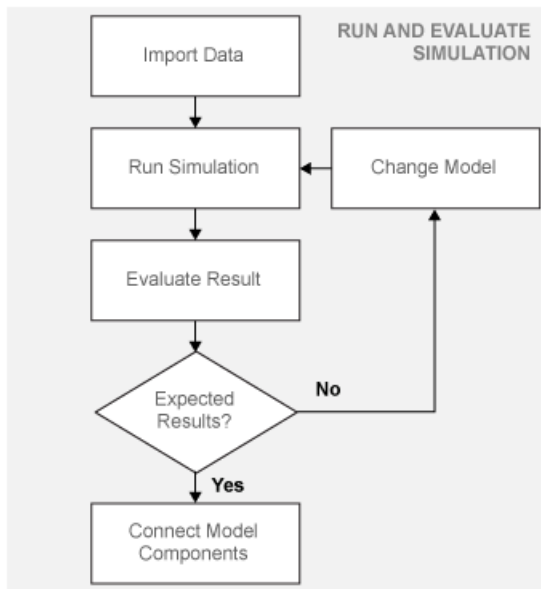 RUN AND EVALUATE
SIMULATION
Import Data
Run Simulation
Change Model
Evaluate Result
Expected
Results?
No
Yes
Connect Model
Components